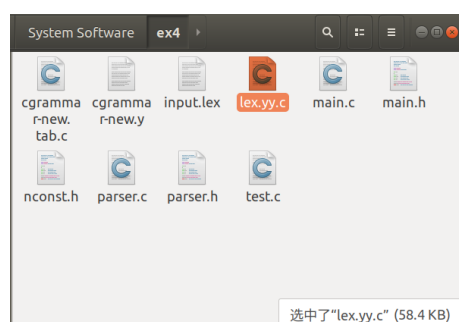 System Software ex4
cgramma cgramma input.lex lex.yy.c main.c main.h
r-new. r-new.y
tab.c
nconst.h parser.c parser.h test.c
选中了"lex.yy.c" (58.4 KB)